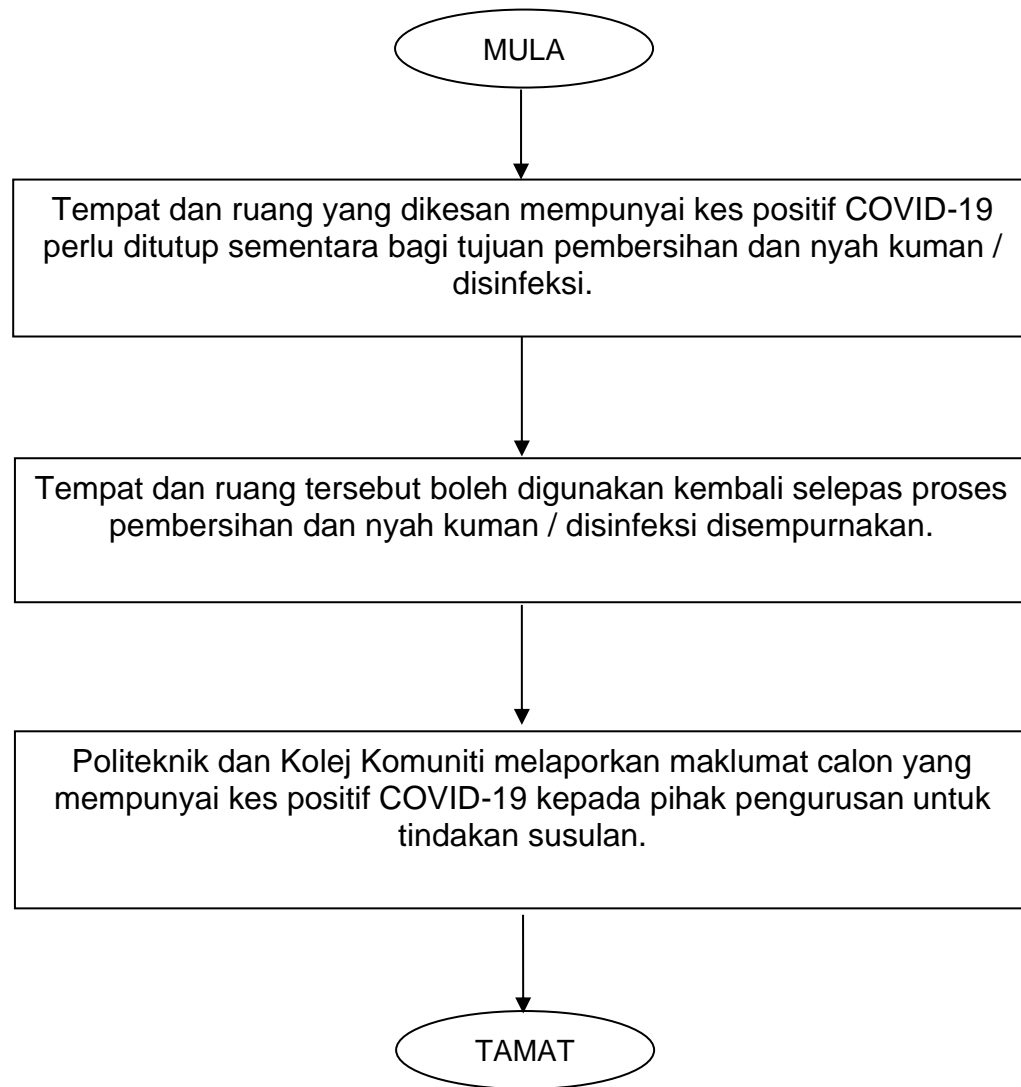 MULA
Tempat dan ruang yang dikesan mempunyai kes positif COVID-19
perlu ditutup sementara bagi tujuan pembersihan dan nyah kuman /
disinfeksi.
Tempat dan ruang tersebut boleh digunakan kembali selepas proses
pembersihan dan nyah kuman / disinfeksi disempurnakan.
Politeknik dan Kolej Komuniti melaporkan maklumat calon yang
mempunyai kes positif COVID-19 kepada pihak pengurusan untuk
tindakan susulan.
TAMAT